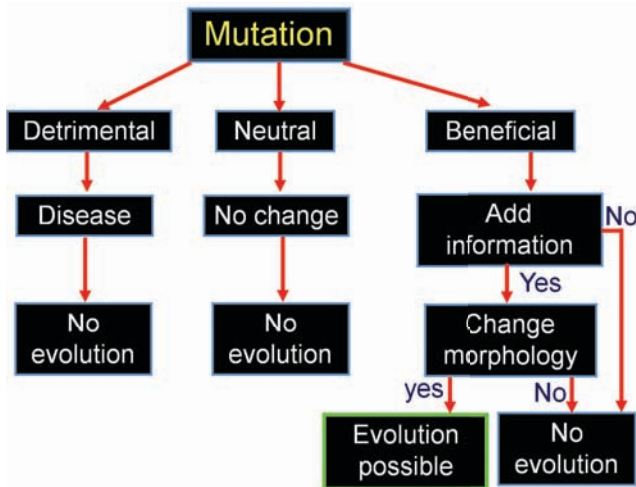 Mutation
Detrimental
Neutral
Beneficial
Disease
No change
Add
information
No
Yes
No
evolution
No
evolution
Change
morphology
yes
No
Evolution
possible
No
evolution